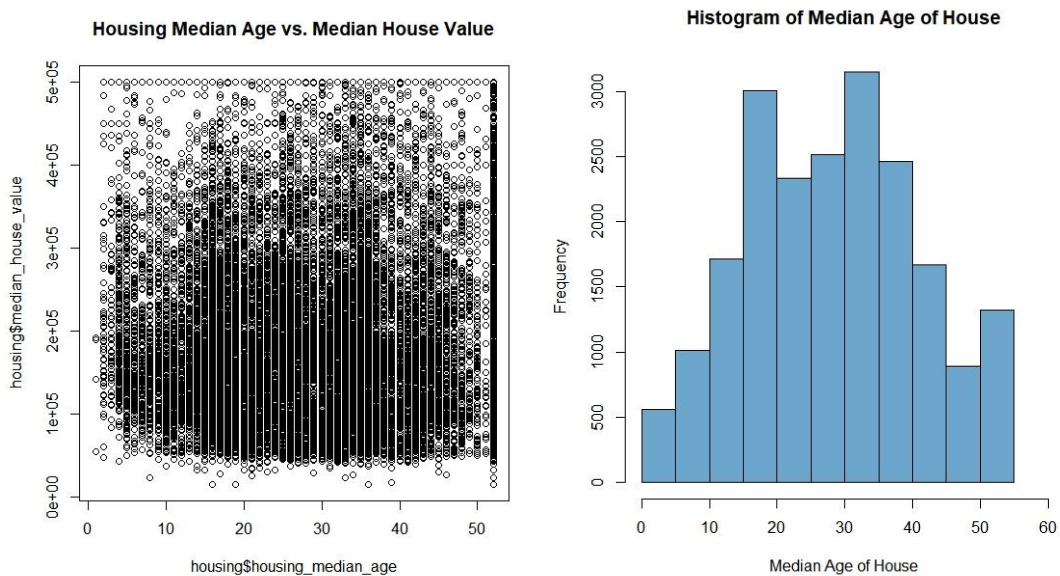 Housing Median Age vs. Median House Value
housing$median_house_value
0e+00 1e+05 2e+05 3e+05 4e+05 5e+05
0 10 20 30 40 50
housing$housing_median_age
Histogram of Median Age of House
Frequency
0 500 1000 1500 2000 2500 3000
0 10 20 30 40 50 60
Median Age of House